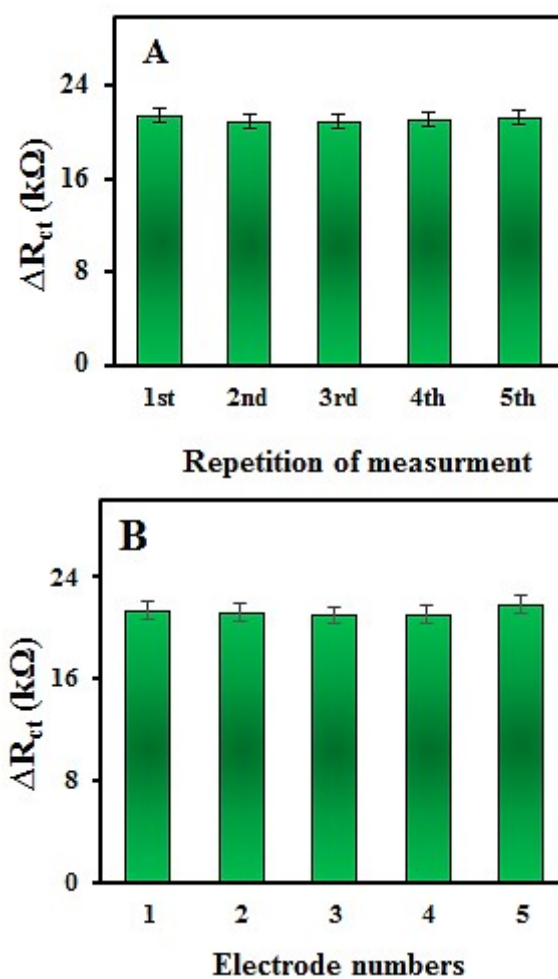 A
24
16
8
0
ΔRct (kΩ)
1st 2nd 3rd 4th 5th
Repetition of measurment
B
24
16
8
0
ΔRct (kΩ)
1 2 3 4 5
Electrode numbers